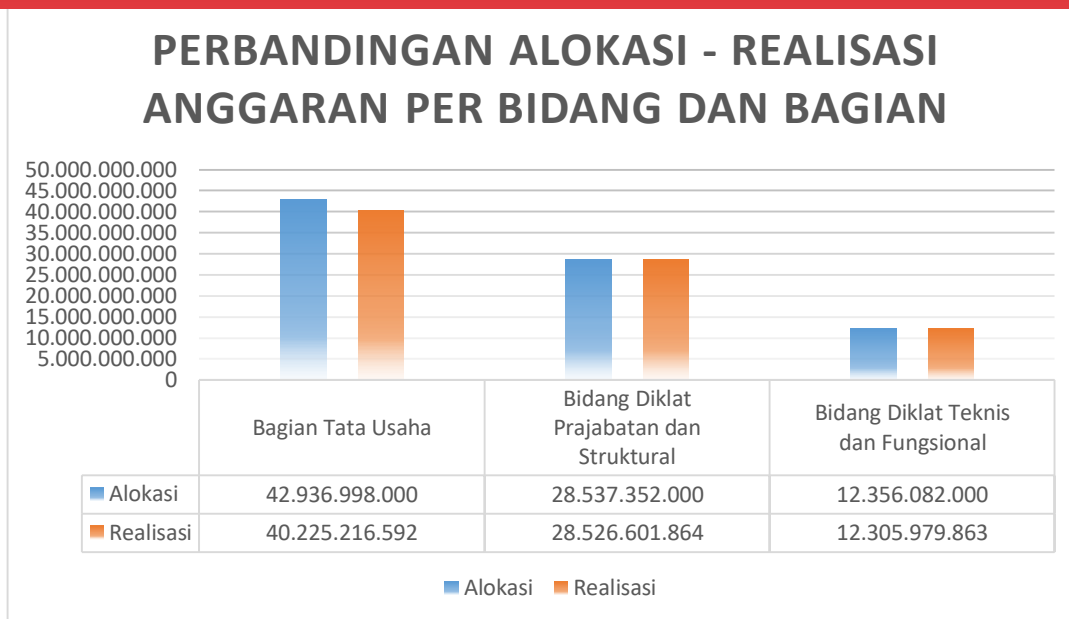 PERBANDINGAN ALOKASI - REALISASI
ANGGARAN PER BIDANG DAN BAGIAN
50.000.000.000
45.000.000.000
40.000.000.000
35.000.000.000
30.000.000.000
25.000.000.000
20.000.000.000
15.000.000.000
10.000.000.000
5.000.000.000
0
Bagian Tata Usaha
Bidang Diklat
Prajabatan dan
Struktural
Bidang Diklat Teknis
dan Fungsional
Alokasi 42.936.998.000 28.537.352.000 12.356.082.000
Realisasi 40.225.216.592 28.526.601.864 12.305.979.863
Alokasi Realisasi